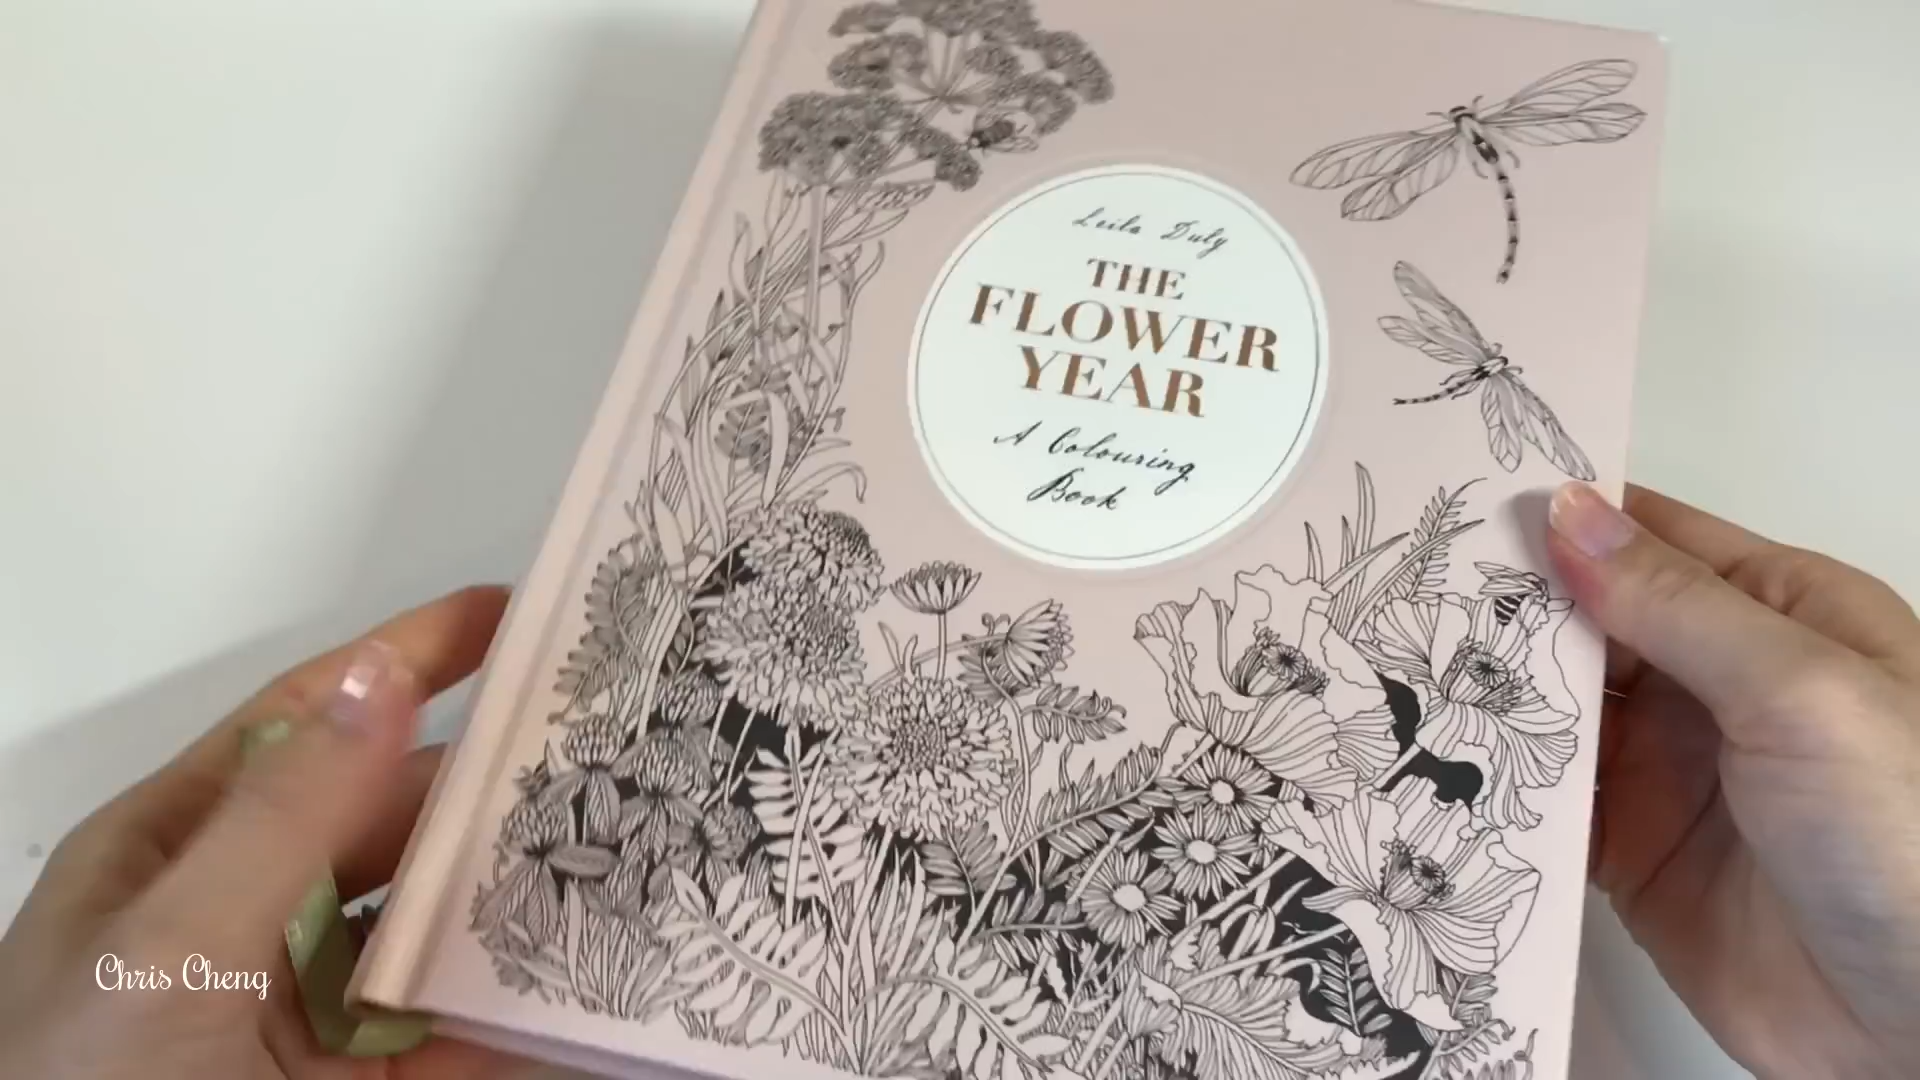 Leila Duly
THE
FLOWER
YEAR
A Colouring
Book
Chris Cheng